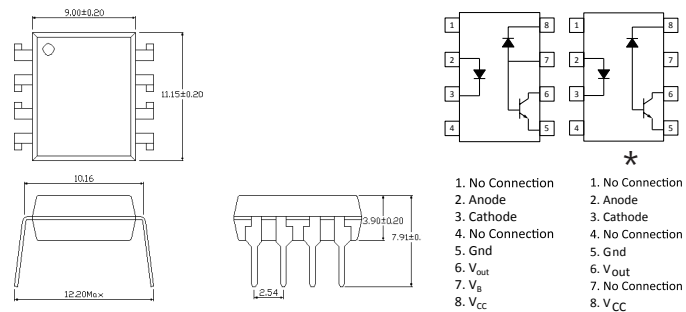 9.00±0.20
11.15±0.20
10.16
12.20Max
2.54
3.90±0.20
7.91±0.
1 8
2 7
3 6
4 5
1 8
2 7
3 6
4 5
*
1. No Connection
2. Anode
3. Cathode
4. No Connection
5. Gnd
6. Vout
7. VB
8. VCC
1. No Connection
2. Anode
3. Cathode
4. No Connection
5. Gnd
6. Vout
7. No Connection
8. VCC